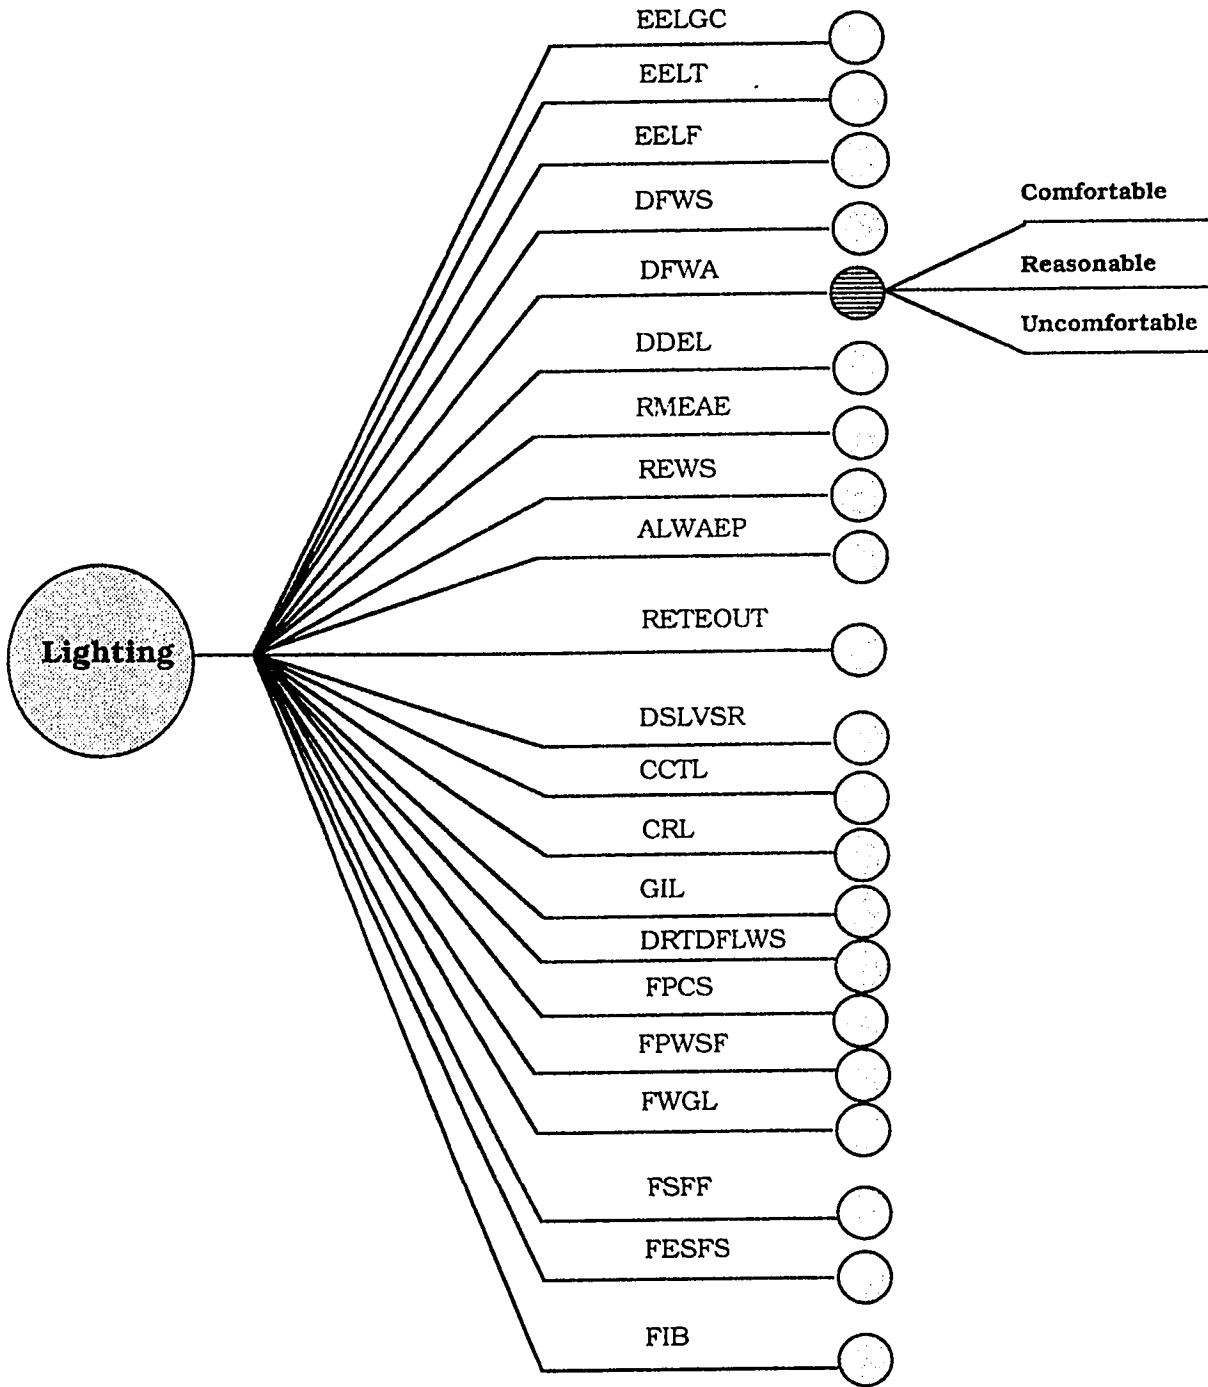 EELGC
EELT
EELF
DFWS
DFWA
Comfortable
Reasonable
Uncomfortable
DDEL
RMEAE
REWS
ALWAEP
RETEOUT
Lighting
DSLVSR
CCTL
CRL
GIL
DRTDFLWS
FPCS
FPWSF
FWGL
FSFF
FESFS
FIB